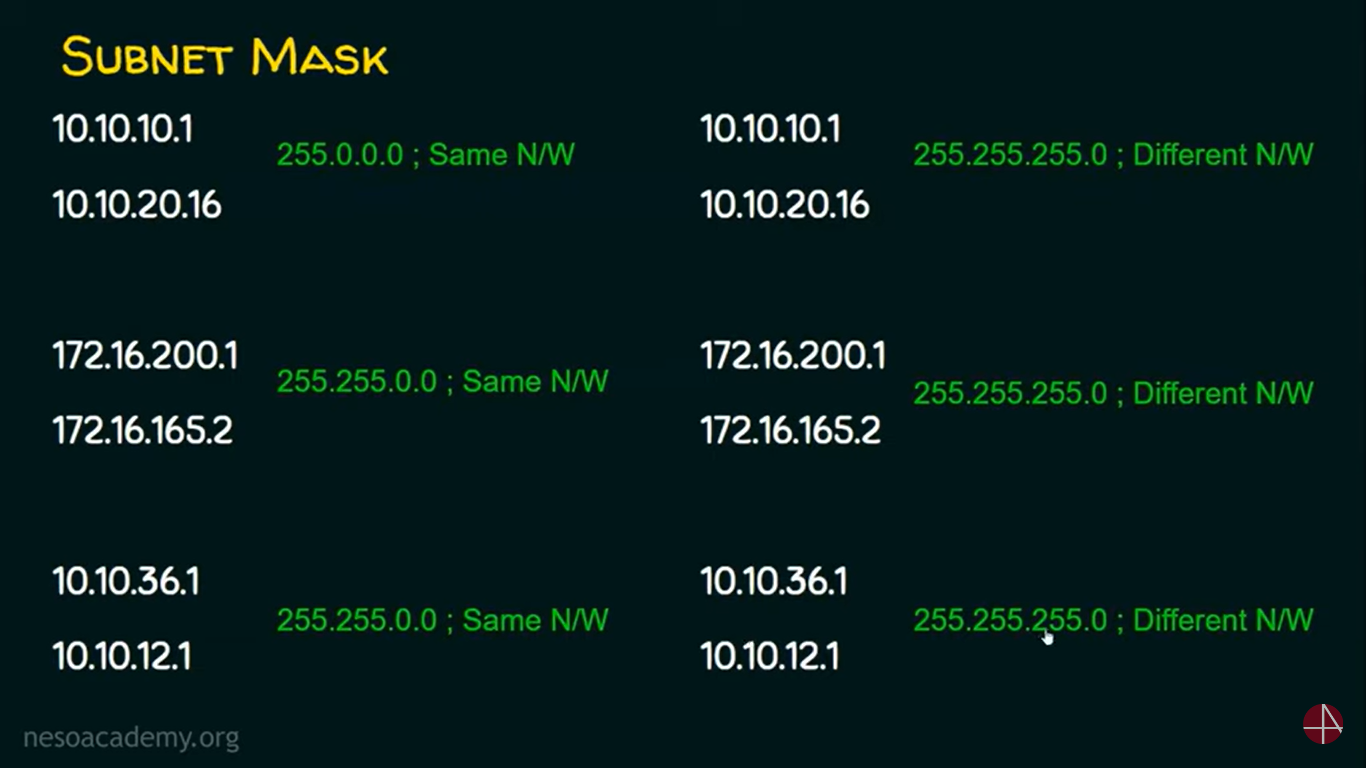 SUBNET MASK
10.10.10.1
255.0.0.0 ; Same N/W
10.10.20.16
10.10.10.1
255.255.255.0 ; Different N/W
10.10.20.16
172.16.200.1
255.255.0.0 ; Same N/W
172.16.165.2
172.16.200.1
255.255.255.0 ; Different N/W
172.16.165.2
10.10.36.1
255.255.0.0 ; Same N/W
10.10.12.1
10.10.36.1
255.255.255.0 ; Different N/W
10.10.12.1
nesoacademy.org